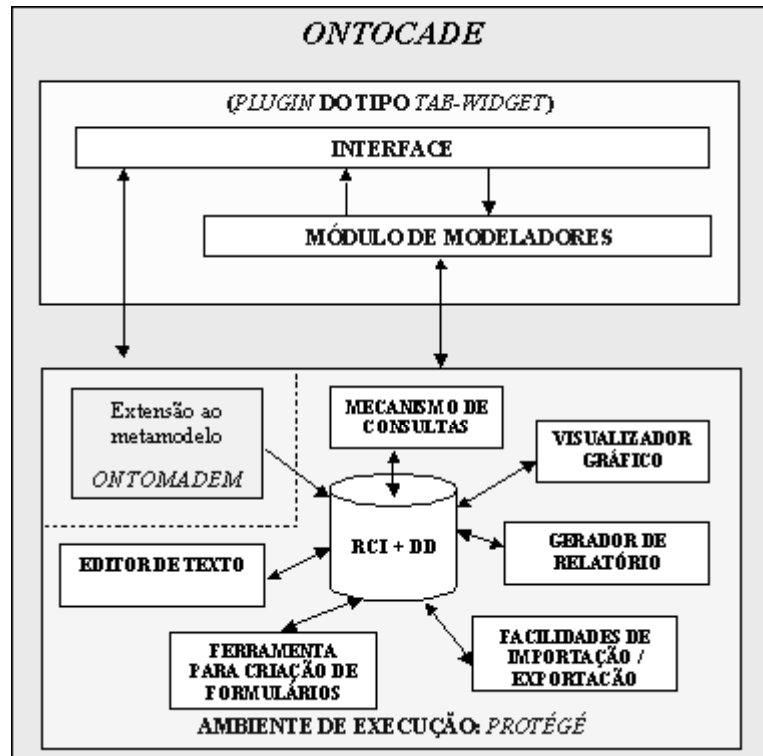 ONTOCADE
(PLUGIN DO TIPO TAB-WIDGET)
INTERFACE
MÓDULO DE MODELADORES
Extensão ao
metamodelo
ONTOMADEM
MECANISMO DE
CONSULTAS
VISUALIZADOR
GRÁFICO
RCI + DD
EDITOR DE TEXTO
GERADOR DE
RELATÓRIO
FERRAMENTA
PARA CRIAÇÃO DE
FORMULÁRIOS
FACILIDADES DE
IMPORTAÇÃO /
EXPORTACÃO
AMBIENTE DE EXECUÇÃO: PROTÉGÉ